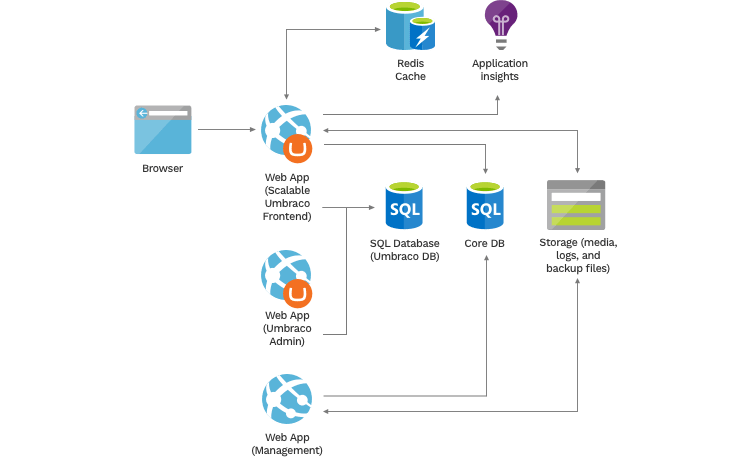 Redis
Cache
Application
insights
Browser
Web App
(Scalable
Umbraco
Frontend)
SQL
SQL Database
(Umbraco DB)
SQL
Core DB
Storage (media,
logs, and
backup files)
Web App
(Umbraco
Admin)
Web App
(Management)